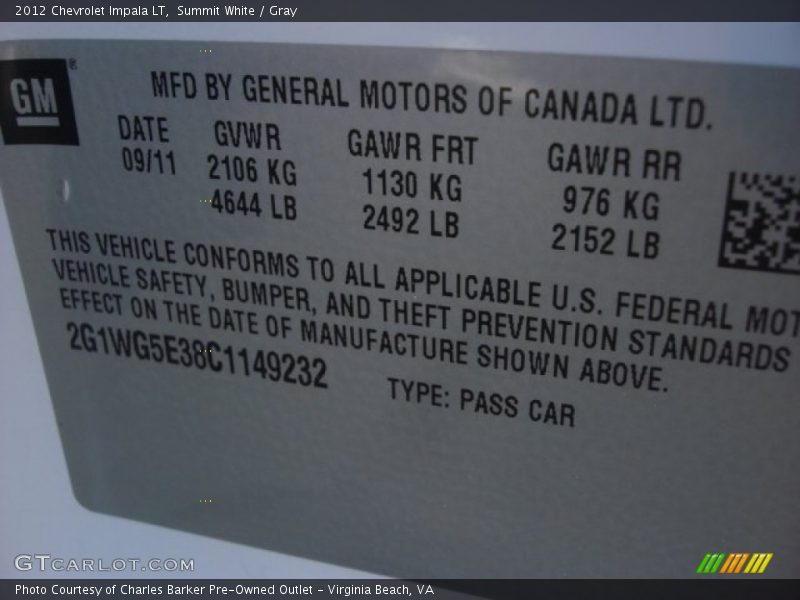 2012 Chevrolet Impala LT, Summit White / Gray
GM®
MFD BY GENERAL MOTORS OF CANADA LTD.
DATE GVWR GAWR FRT GAWR RR
09/11 2106 KG 1130 KG 976 KG
4644 LB 2492 LB 2152 LB
THIS VEHICLE CONFORMS TO ALL APPLICABLE U.S. FEDERAL MOT
VEHICLE SAFETY, BUMPER, AND THEFT PREVENTION STANDARDS
EFFECT ON THE DATE OF MANUFACTURE SHOWN ABOVE.
2G1WG5E38C1149232 TYPE: PASS CAR
GTCARLOT.COM
Photo Courtesy of Charles Barker Pre-Owned Outlet - Virginia Beach, VA